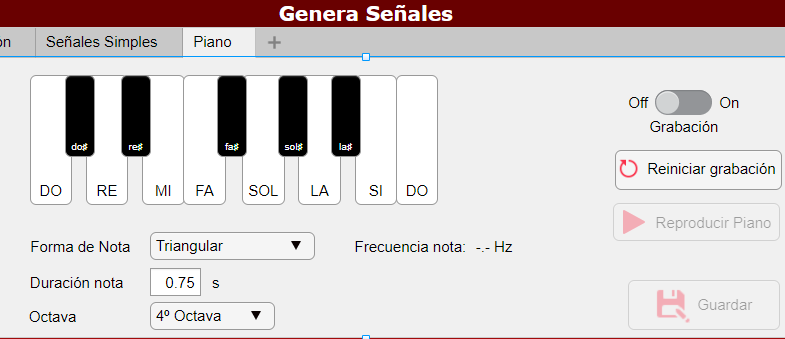 Genera Señales
ón Señales Simples Piano
do# re# fa# sol# la#
DO RE MI FA SOL LA SI DO
Off On
Grabación
Reiniciar grabación
Reproducir Piano
Forma de Nota Triangular Frecuencia nota: -.- Hz
Duración nota 0.75 s
Octava 4º Octava
Guardar